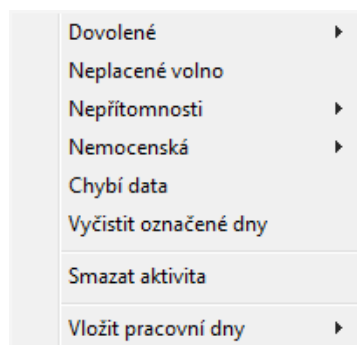 Dovolené
Neplacené volno
Nepřítomnosti
Nemocenská
Chybí data
Vyčistit označené dny
Smazat aktivita
Vložit pracovní dny